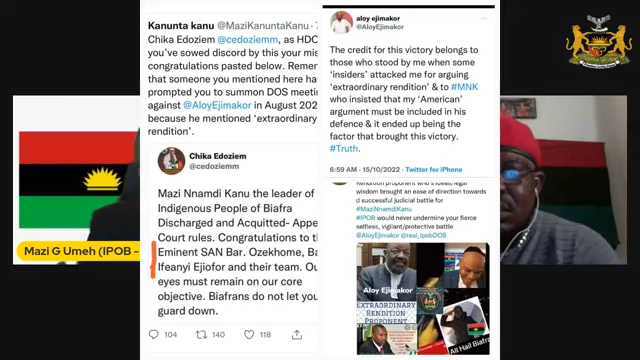 Kanunta kanu @MaziKanuntaKanu · 7
Chika Edoziem @cedoziemm, as HDO
you've sowed discord by this your mis
congratulations pasted below. Remem
that someone you mentioned here ha
prompted you to summon DOS meeti
against @AloyEjimakor in August 202
because he mentioned 'extraordinary
rendition'.
Chika Edoziem
@cedoziemm
Mazi Nnamdi Kanu the leader of
Indigenous People of Biafra
Discharged and Acquitted- Appe
Court rules. Congratulations to th
Eminent SAN Bar. Ozekhome, Ba
Ifeanyi Ejiofor and their team. Ou
eyes must remain on our core
objective. Biafrans do not let you
guard down.
104 140 118
aloy ejimakor
@AloyEjimakor
The credit for this victory belongs to
those who stood by me when some
'insiders' attacked me for arguing
'extraordinary rendition' & to #MNK
who insisted that my 'American'
argument must be included in his
defence & it ended up being the
factor that brought this victory.
#Truth.
6:59 AM · 15/10/2022 · Twitter for iPhone
wisdom brought an ease of direction towards
d successful judicial battle for
#MaziNnamdiKanu
#IPOB would never undermine your fierce
selfless, vigilant/protective battle
@AloyEjimakor @real_IpobDOS
Aloy Ejimakor
EXTRAORDINARY
RENDITION
PROPONENT
All Hail Biafra
Mazi G Umeh (IPOB -